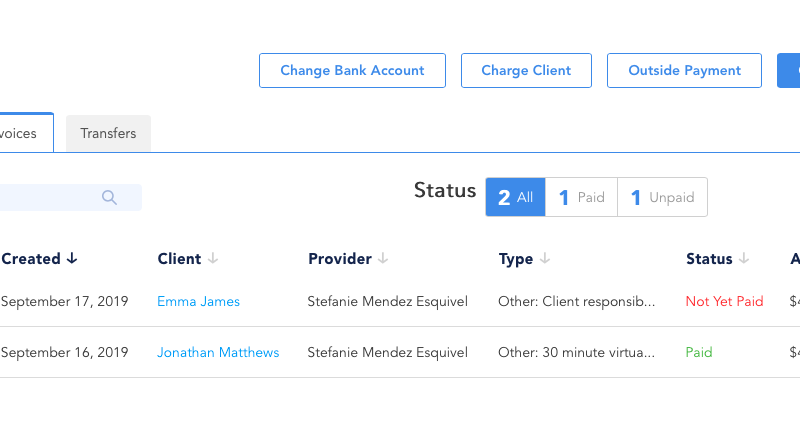 Change Bank Account Charge Client Outside Payment
voices Transfers
Status 2 All 1 Paid 1 Unpaid
Created Client Provider Type Status A
September 17, 2019 Emma James Stefanie Mendez Esquivel Other: Client responsib... Not Yet Paid $4
September 16, 2019 Jonathan Matthews Stefanie Mendez Esquivel Other: 30 minute virtua... Paid $4